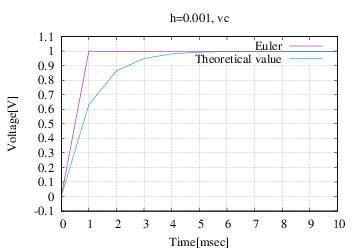 h=0.001, vc
Euler
Theoretical value
Voltage[V]
1.1
1
0.9
0.8
0.7
0.6
0.5
0.4
0.3
0.2
0.1
0
-0.1
0 1 2 3 4 5 6 7 8 9 10
Time[msec]